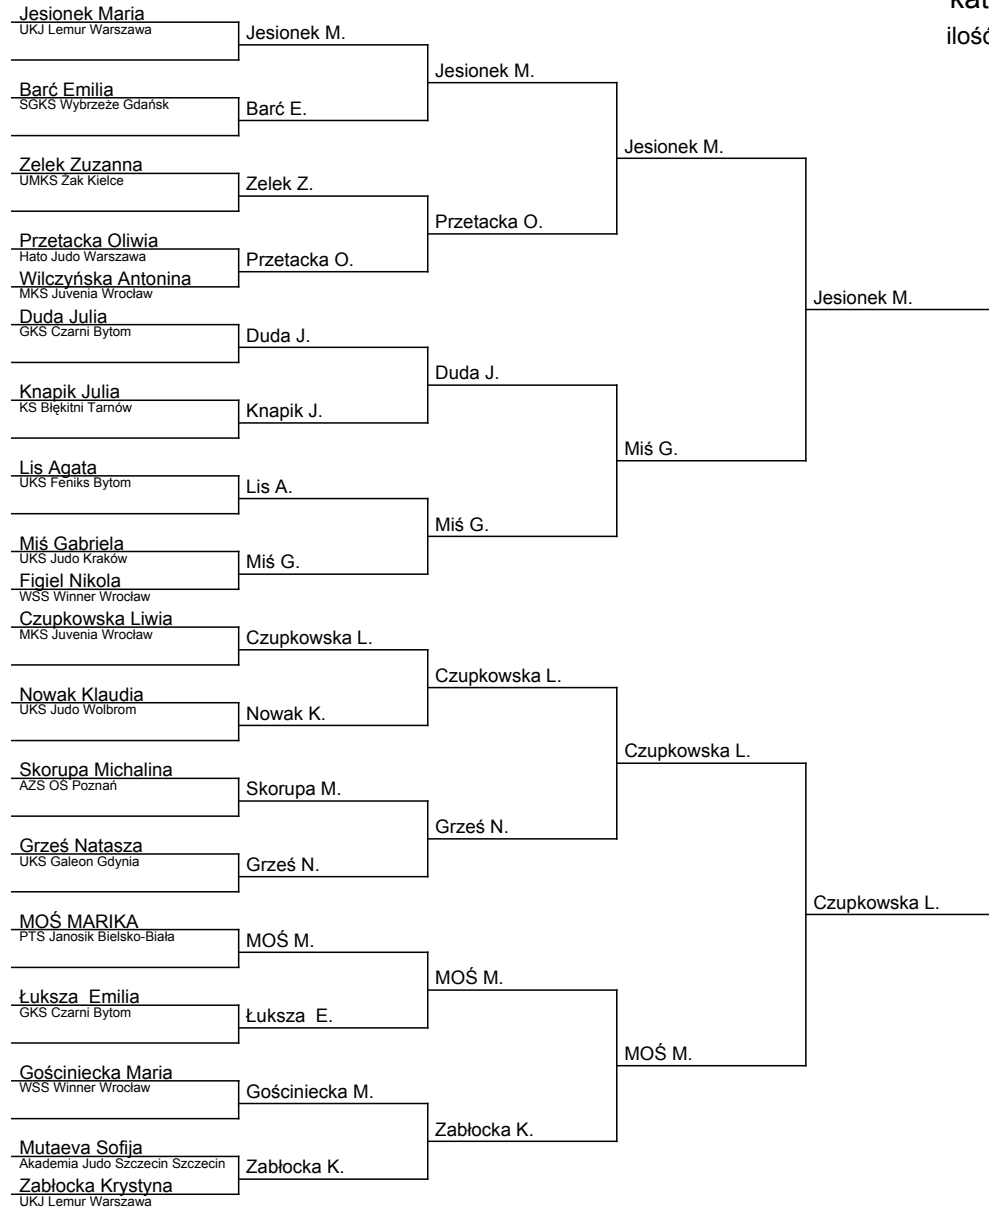 kat
ilość
Jesionek Maria
UKJ Lemur Warszawa
Barć Emilia
SGKS Wybrzeże Gdańsk
Zelek Zuzanna
UMKS Żak Kielce
Przetacka Oliwia
Hato Judo Warszawa
Wilczyńska Antonina
MKS Juvenia Wrocław
Duda Julia
GKS Czarni Bytom
Knapik Julia
KS Błękitni Tarnów
Lis Agata
UKS Feniks Bytom
Miś Gabriela
UKS Judo Kraków
Figiel Nikola
WSS Winner Wrocław
Czupkowska Liwia
MKS Juvenia Wrocław
Nowak Klaudia
UKS Judo Wolbrom
Skorupa Michalina
AZS OŚ Poznań
Grześ Natasza
UKS Galeon Gdynia
MOŚ MARIKA
PTS Janosik Bielsko-Biała
Łuksza Emilia
GKS Czarni Bytom
Gościniecka Maria
WSS Winner Wrocław
Mutaeva Sofija
Akademia Judo Szczecin Szczecin
Zabłocka Krystyna
UKJ Lemur Warszawa
Jesionek M.
Barć E.
Zelek Z.
Przetacka O.
Duda J.
Knapik J.
Lis A.
Miś G.
Czupkowska L.
Nowak K.
Skorupa M.
Grześ N.
MOŚ M.
Łuksza E.
Gościniecka M.
Zabłocka K.
Jesionek M.
Przetacka O.
Duda J.
Miś G.
Czupkowska L.
Grześ N.
MOŚ M.
Zabłocka K.
Jesionek M.
Miś G.
Czupkowska L.
MOŚ M.
Jesionek M.
Czupkowska L.